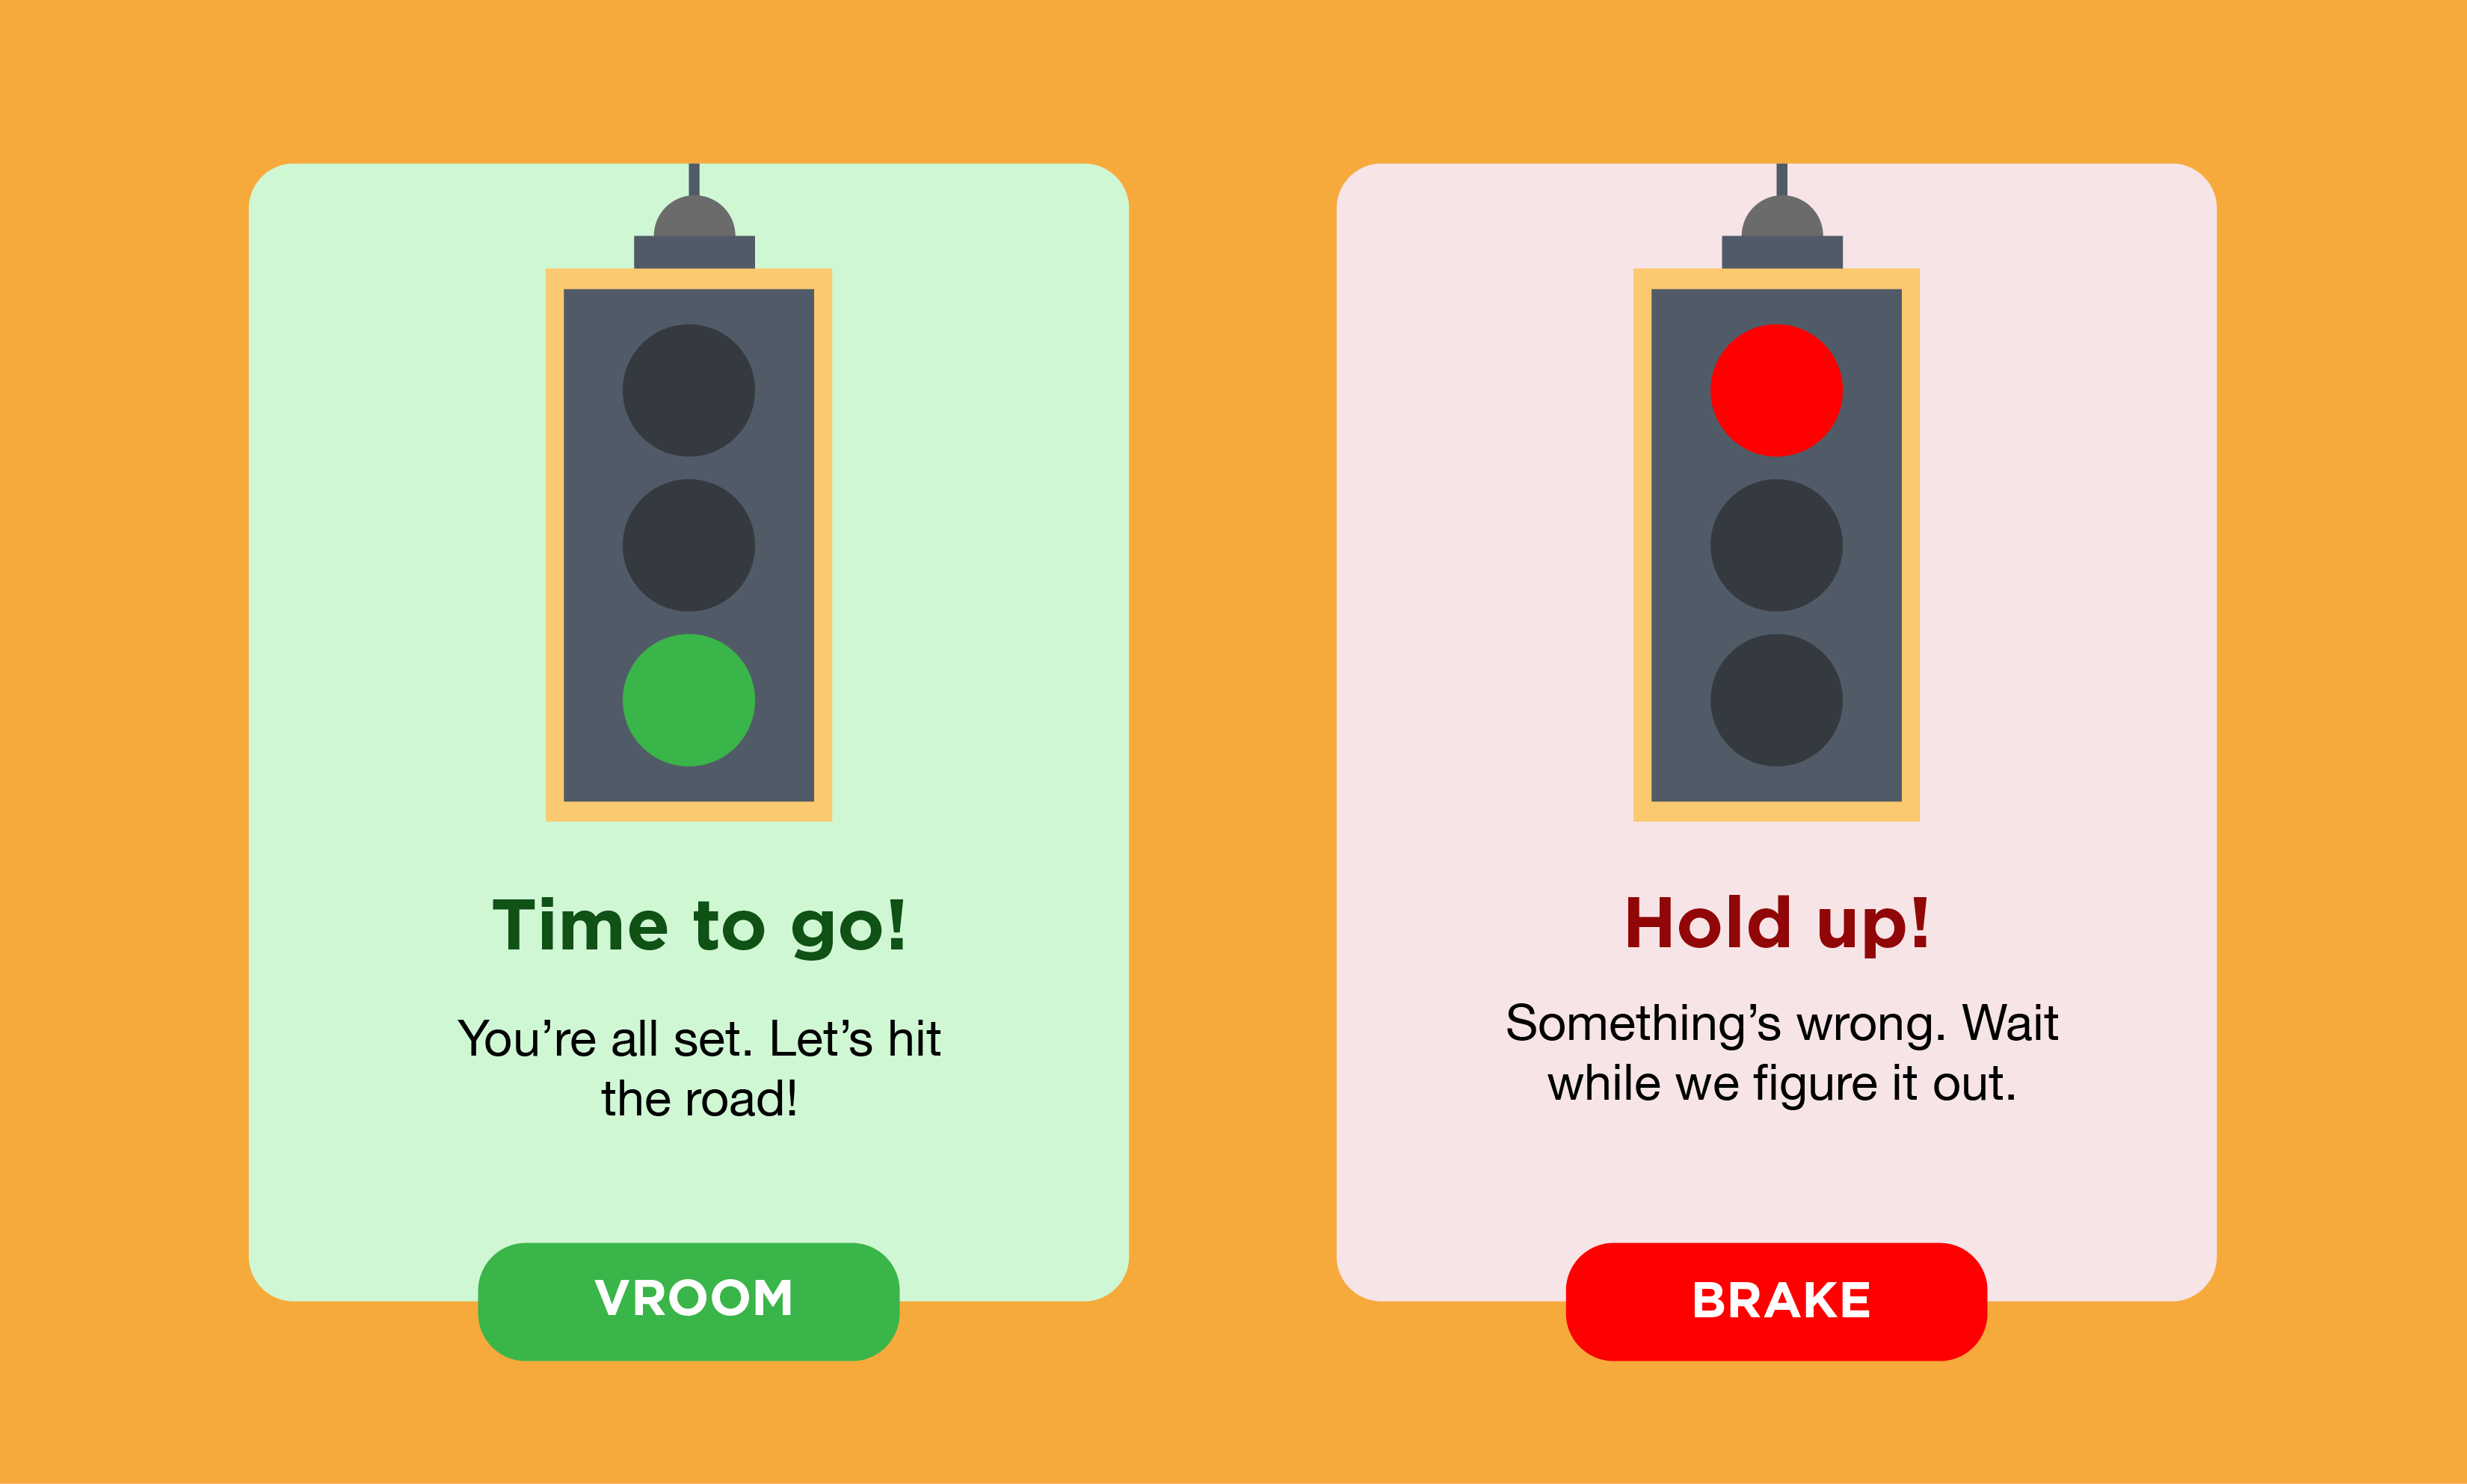 Time to go!
You’re all set. Let’s hit
the road!
VROOM
Hold up!
Something’s wrong. Wait
while we figure it out.
BRAKE